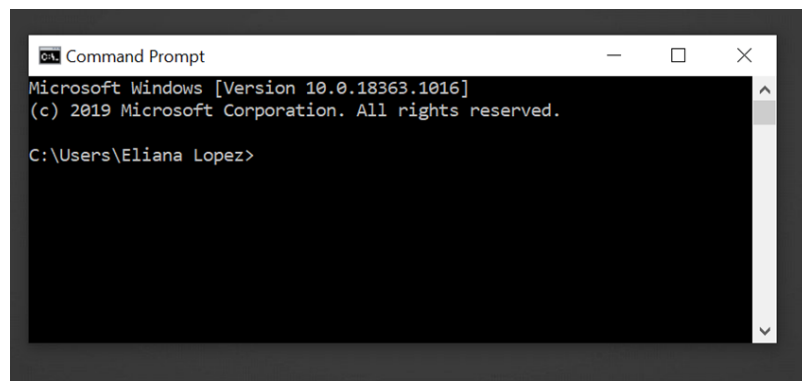 Command Prompt
Microsoft Windows [Version 10.0.18363.1016]
(c) 2019 Microsoft Corporation. All rights reserved.
C:\Users\Eliana Lopez>